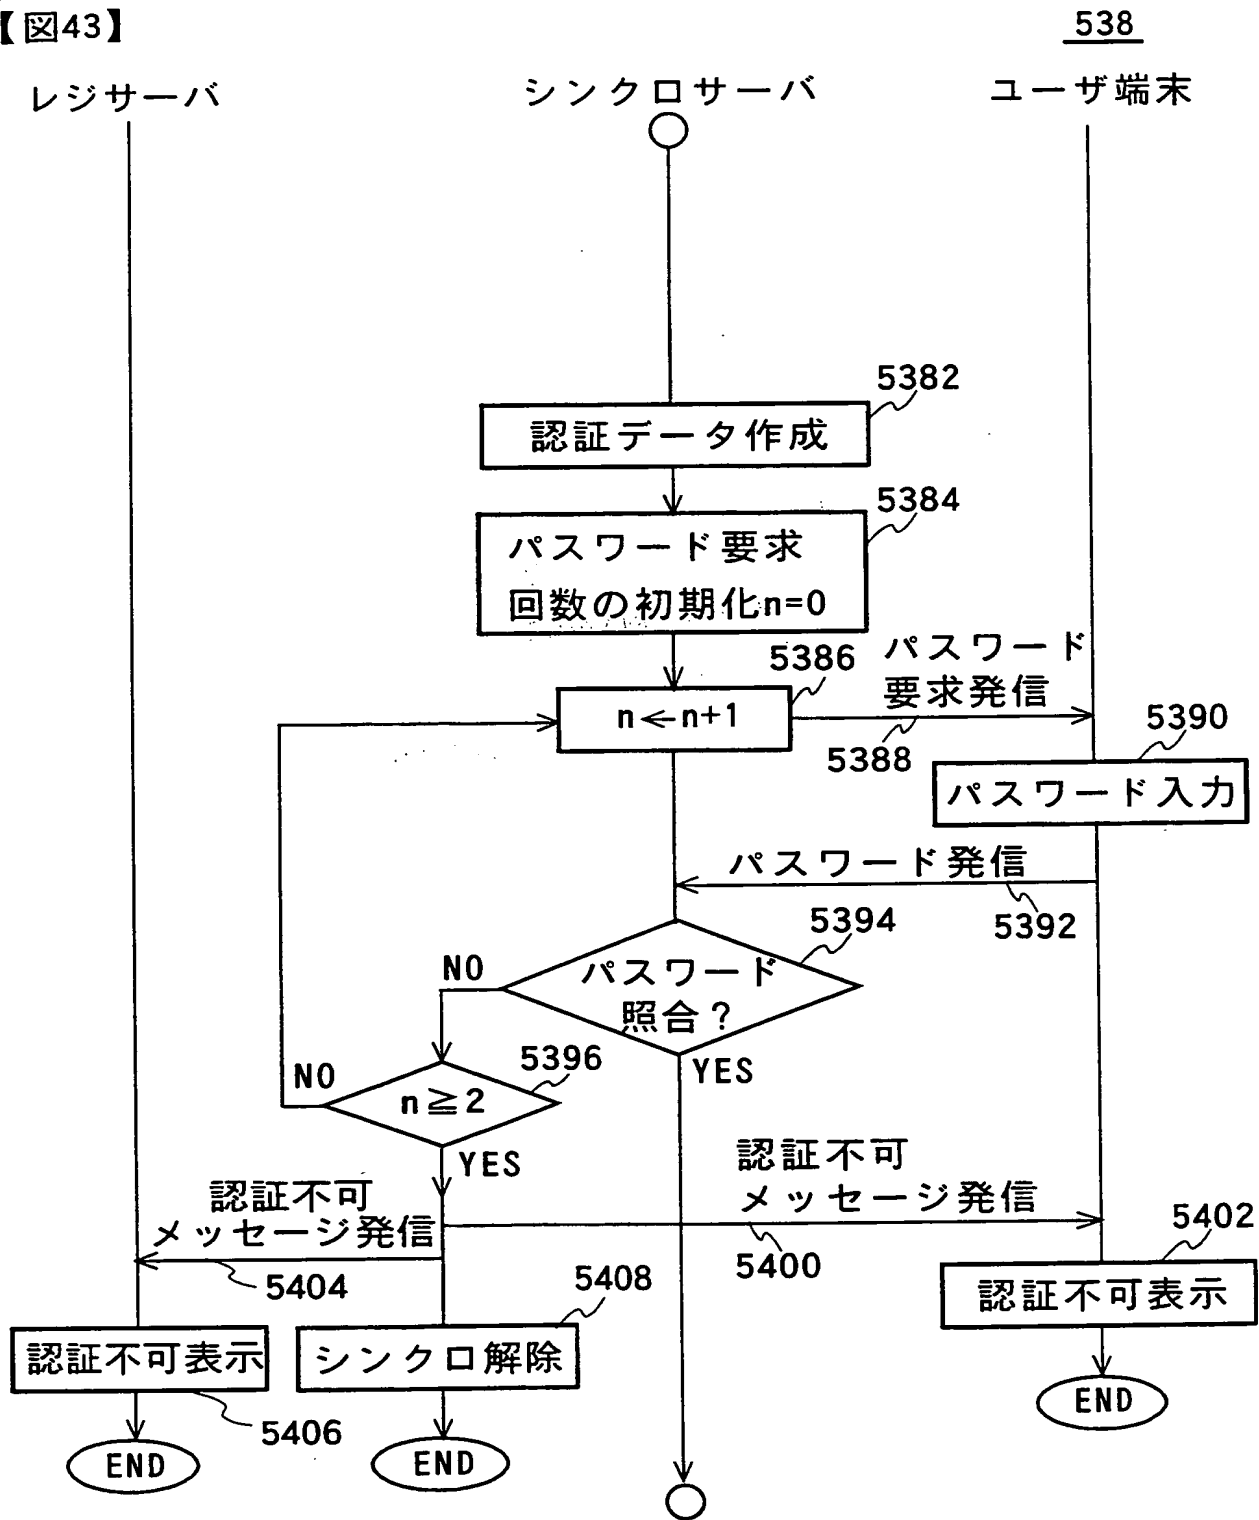 【図43】
538
レジサーバ
シンクロサーバ
ユーザ端末
5382
認証データ作成
5384
パスワード要求
回数の初期化n=0
5386
n←n+1
パスワード
要求発信
5388
5390
パスワード入力
パスワード発信
5392
5394
パスワード
照合?
NO
YES
5396
n≧2
NO
YES
認証不可
メッセージ発信
5400
認証不可
メッセージ発信
5404
5402
認証不可表示
END
5408
シンクロ解除
END
認証不可表示
5406
END